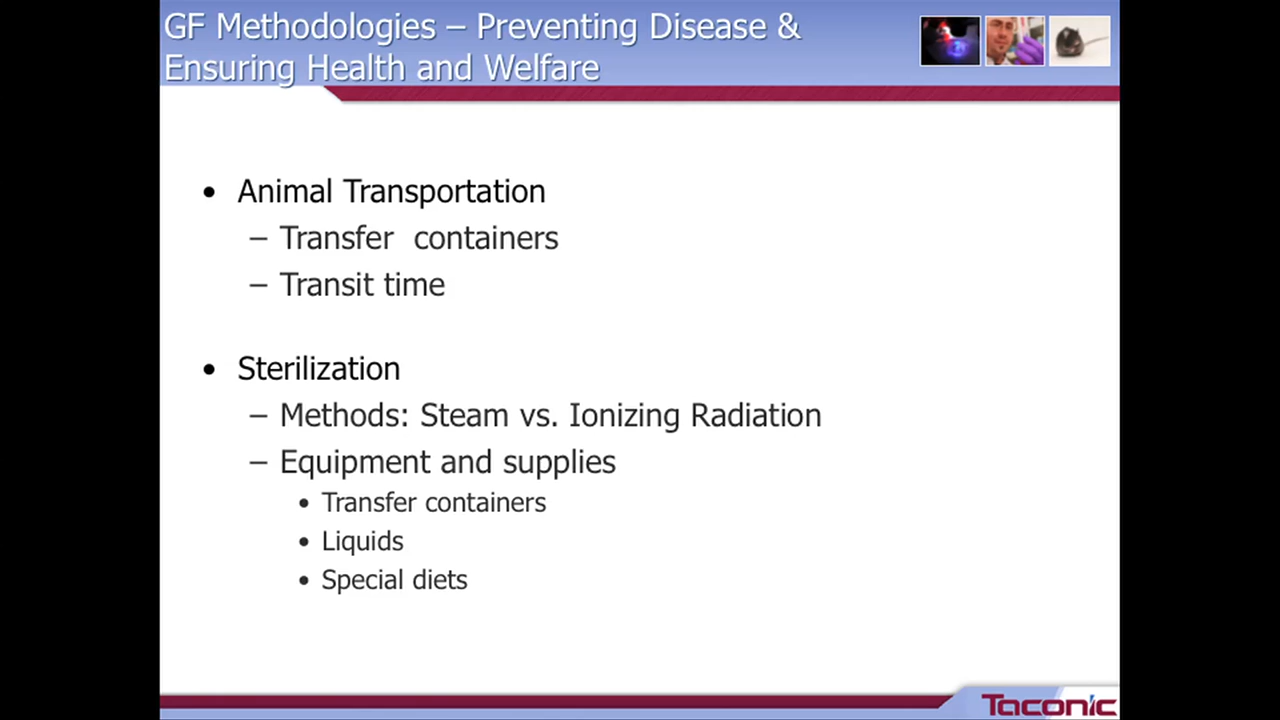 GF Methodologies – Preventing Disease &
Ensuring Health and Welfare
• Animal Transportation
– Transfer containers
– Transit time
• Sterilization
– Methods: Steam vs. Ionizing Radiation
– Equipment and supplies
• Transfer containers
• Liquids
• Special diets
Taconic